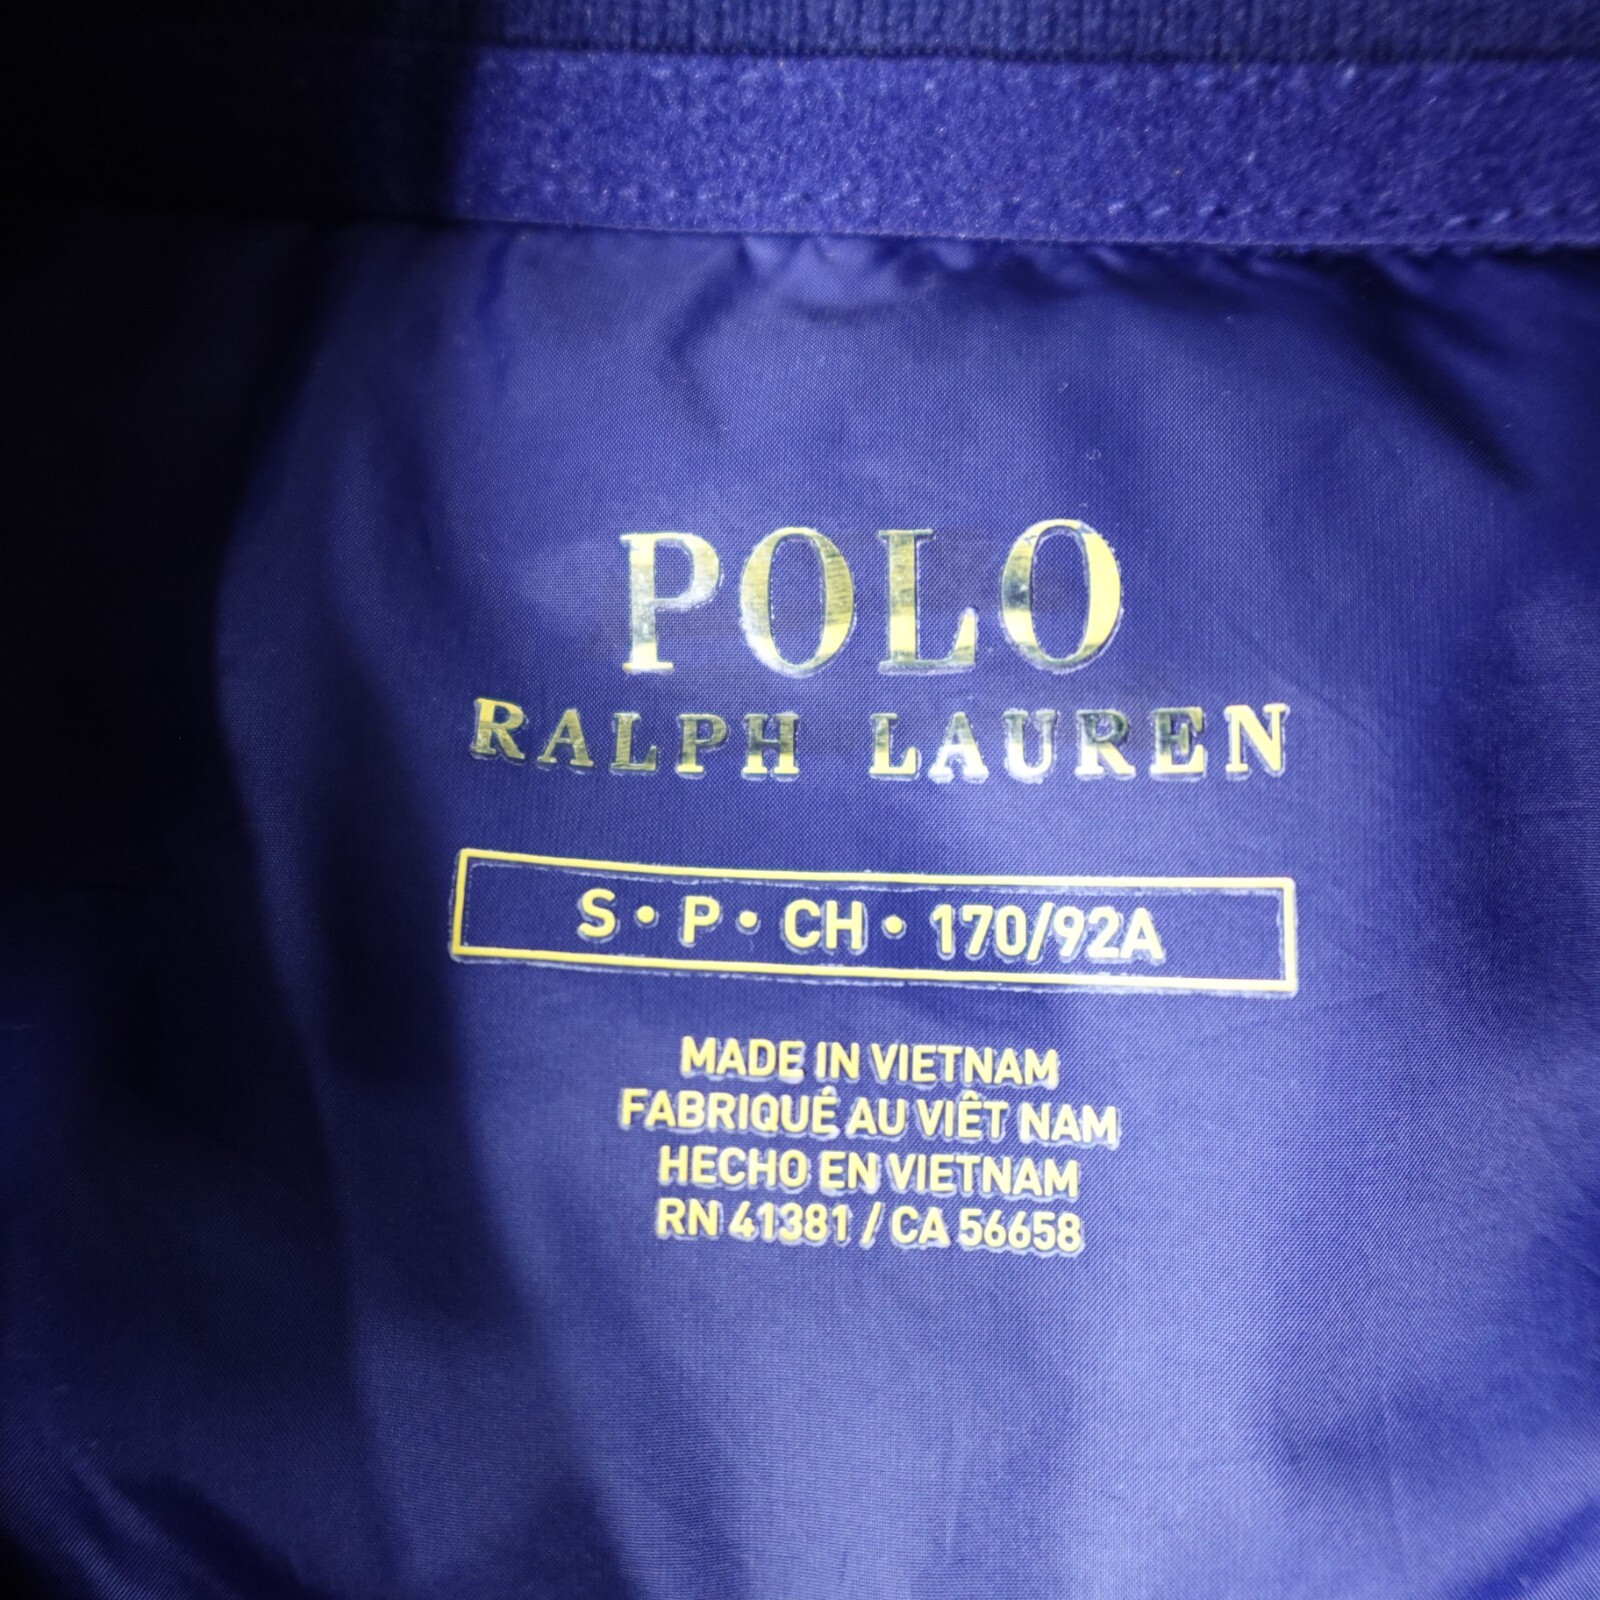 POLO
RALPH LAUREN
S • P • CH • 170/92A
MADE IN VIETNAM
FABRIQUÉ AU VIÊT NAM
HECHO EN VIETNAM
RN 41381 / CA 56658